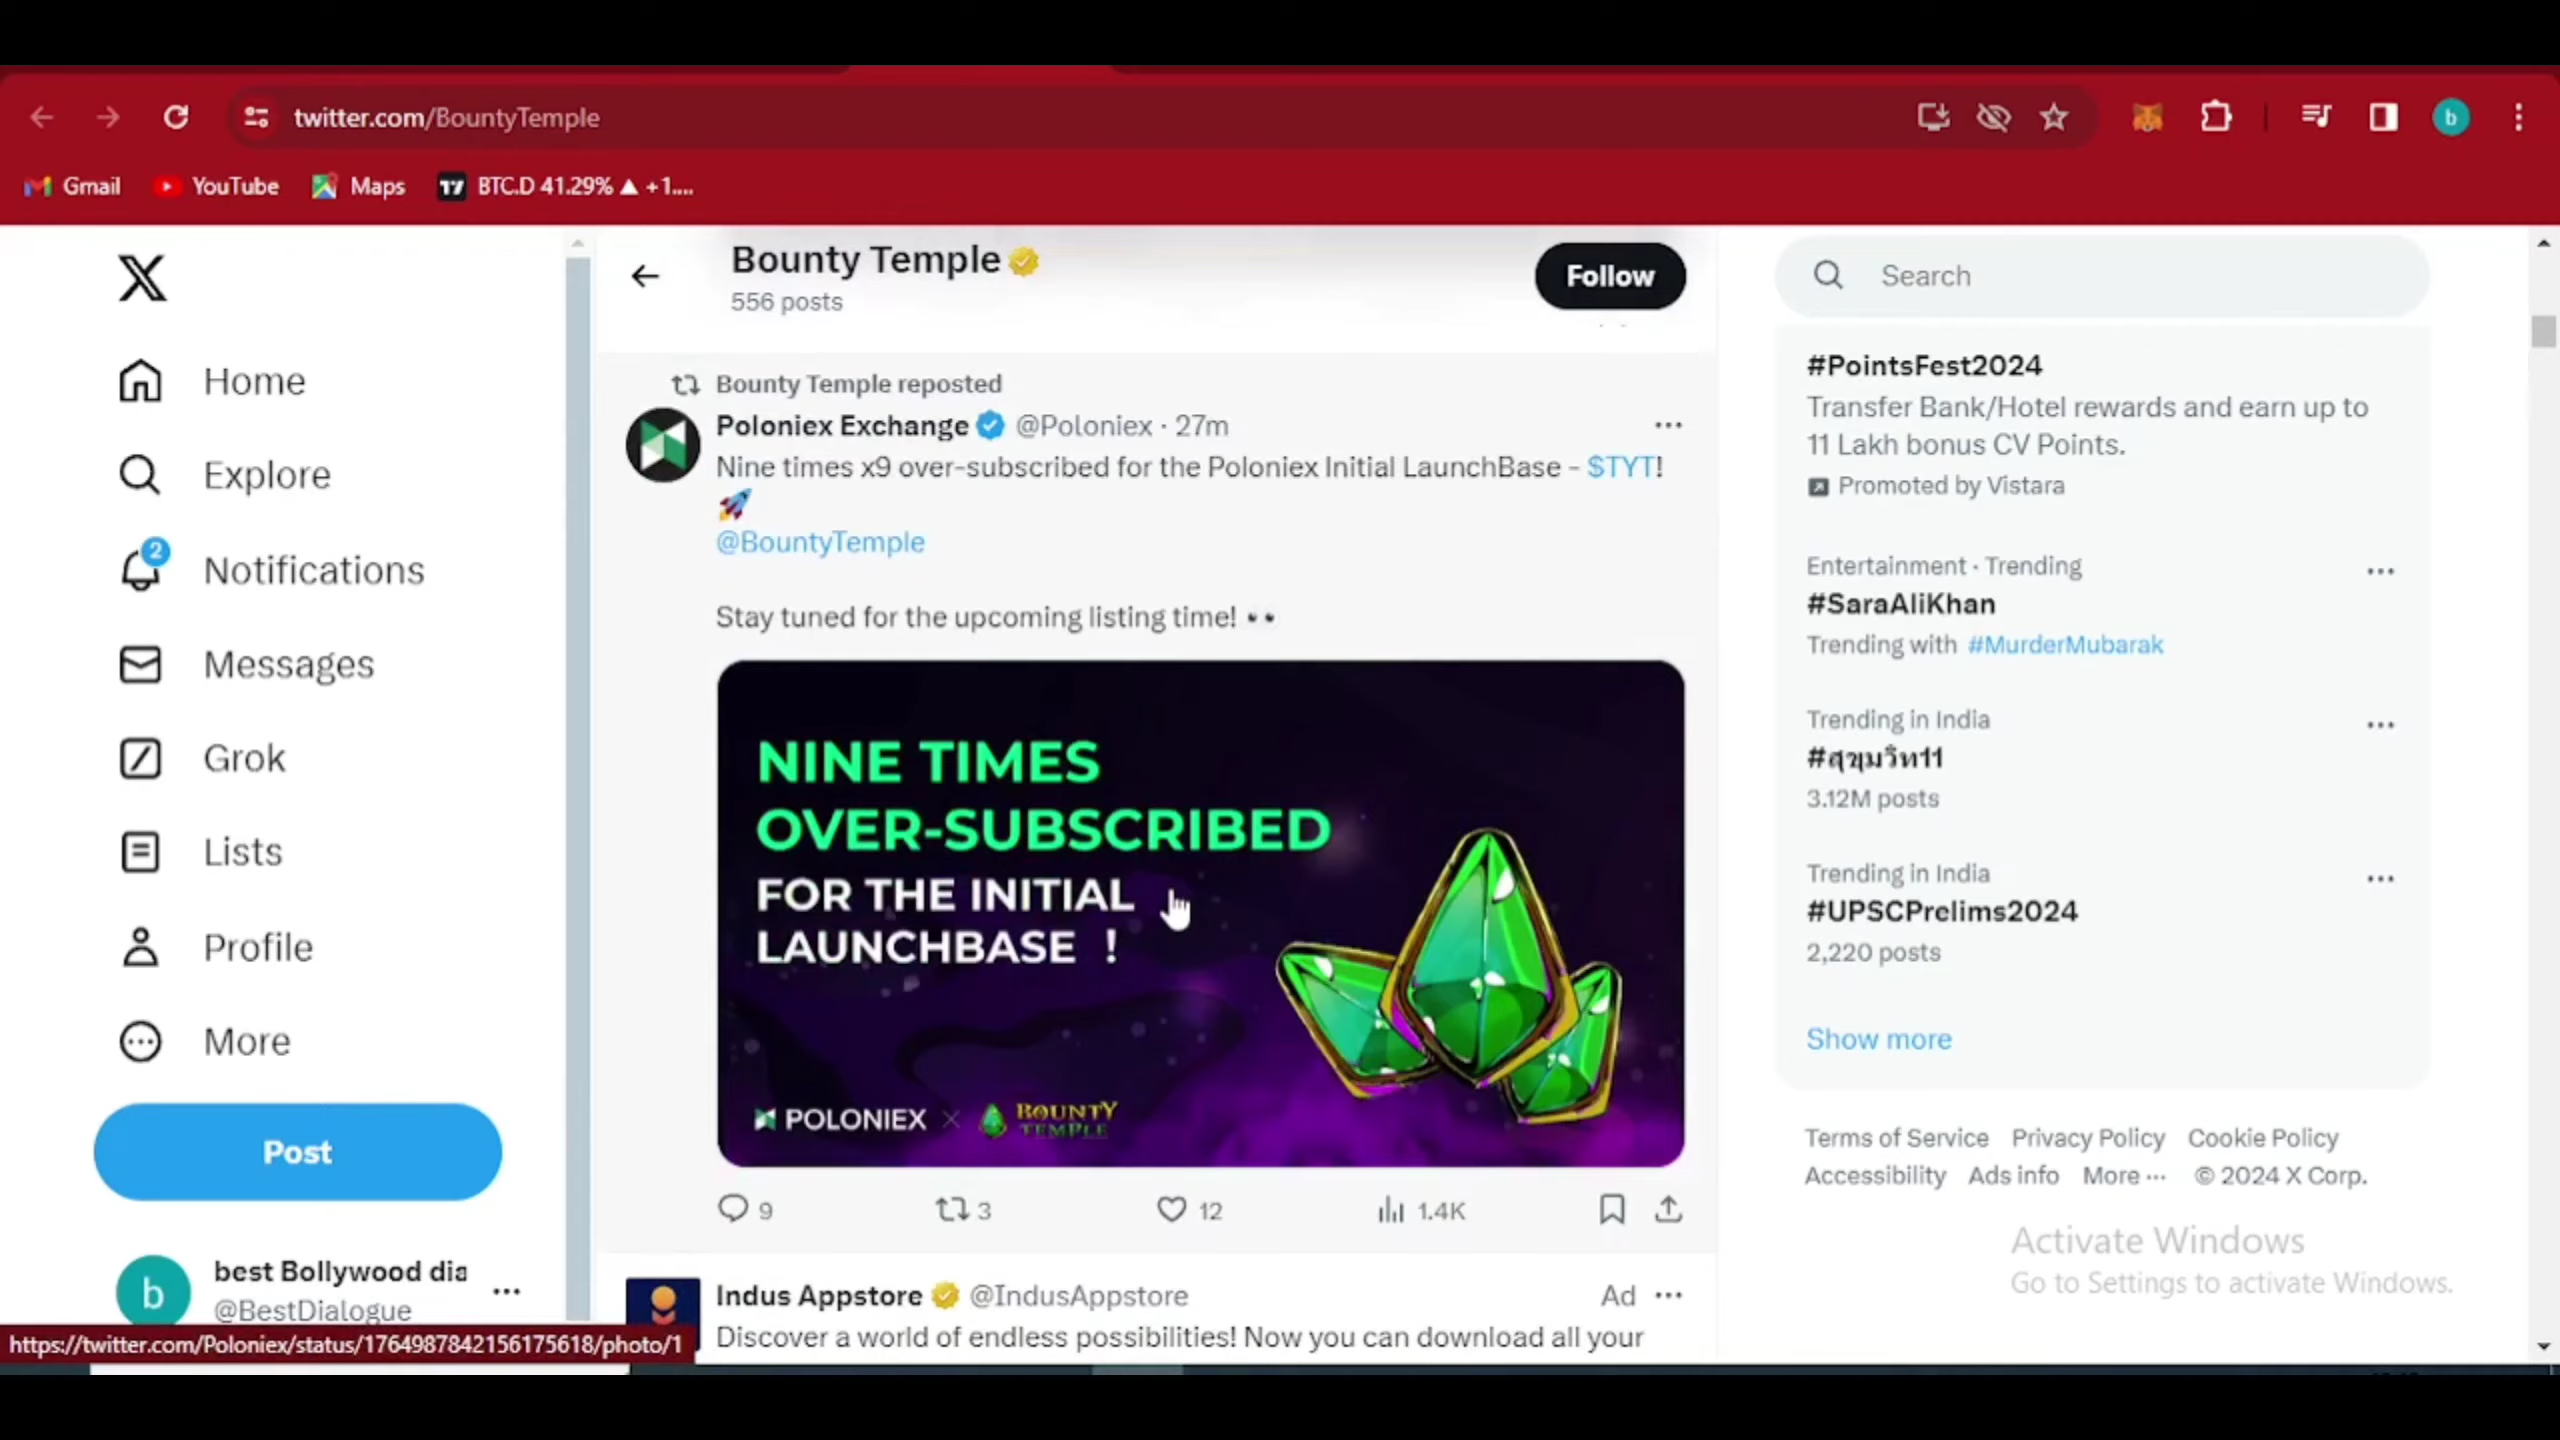 twitter.com/BountyTemple
Gmail
YouTube
Maps
BTC.D 41.29% ▲ +1....
Home
Explore
2
Notifications
Messages
Grok
Lists
Profile
More
Post
b
best Bollywood dia
@BestDialogue
https://twitter.com/Poloniex/status/1764987842156175618/photo/1
Bounty Temple
556 posts
Follow
Bounty Temple reposted
Poloniex Exchange @Poloniex · 27m
Nine times x9 over-subscribed for the Poloniex Initial LaunchBase - $TYT!
🚀
@BountyTemple
Stay tuned for the upcoming listing time! 👀
NINE TIMES
OVER-SUBSCRIBED
FOR THE INITIAL
LAUNCHBASE !
POLONIEX × BOUNTY TEMPLE
9 3 12 1.4K
Indus Appstore @IndusAppstore Ad
Discover a world of endless possibilities! Now you can download all your
Search
#PointsFest2024
Transfer Bank/Hotel rewards and earn up to
11 Lakh bonus CV Points.
Promoted by Vistara
Entertainment · Trending
#SaraAliKhan
Trending with #MurderMubarak
Trending in India
#สุขุมวิท11
3.12M posts
Trending in India
#UPSCPrelims2024
2,220 posts
Show more
Terms of Service Privacy Policy Cookie Policy
Accessibility Ads info More ··· © 2024 X Corp.
Activate Windows
Go to Settings to activate Windows.
b